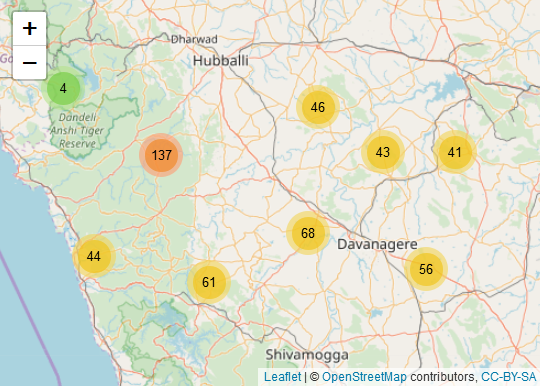 +
−
Dharwad
Hubballi
4
46
Dandeli
Anshi Tiger
Reserve
137
43
41
68
Davanagere
44
56
61
Shivamogga
Leaflet | © OpenStreetMap contributors, CC-BY-SA